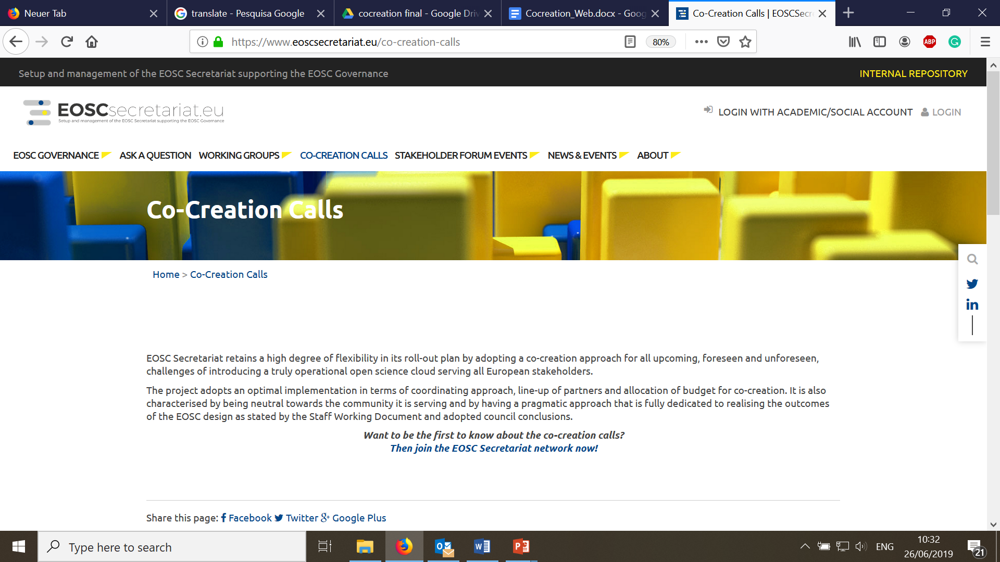 Neuer Tab
translate - Pesquisa Google
cocreation final - Google Driv
Cocreation_Web.docx - Goog
Co-Creation Calls | EOSCSecr
https://www.eoscsecretariat.eu/co-creation-calls
80%
ABP
Setup and management of the EOSC Secretariat supporting the EOSC Governance
INTERNAL REPOSITORY
EOSCsecretariat.eu
Setup and management of the EOSC Secretariat supporting the EOSC Governance
LOGIN WITH ACADEMIC/SOCIAL ACCOUNT LOGIN
EOSC GOVERNANCE ASK A QUESTION WORKING GROUPS CO-CREATION CALLS STAKEHOLDER FORUM EVENTS NEWS & EVENTS ABOUT
Co-Creation Calls
Home > Co-Creation Calls
EOSC Secretariat retains a high degree of flexibility in its roll-out plan by adopting a co-creation approach for all upcoming, foreseen and unforeseen,
challenges of introducing a truly operational open science cloud serving all European stakeholders.
The project adopts an optimal implementation in terms of coordinating approach, line-up of partners and allocation of budget for co-creation. It is also
characterised by being neutral towards the community it is serving and by having a pragmatic approach that is fully dedicated to realising the outcomes
of the EOSC design as stated by the Staff Working Document and adopted council conclusions.
Want to be the first to know about the co-creation calls?
Then join the EOSC Secretariat network now!
Share this page: Facebook Twitter Google Plus
Type here to search
ENG
10:32
26/06/2019
21